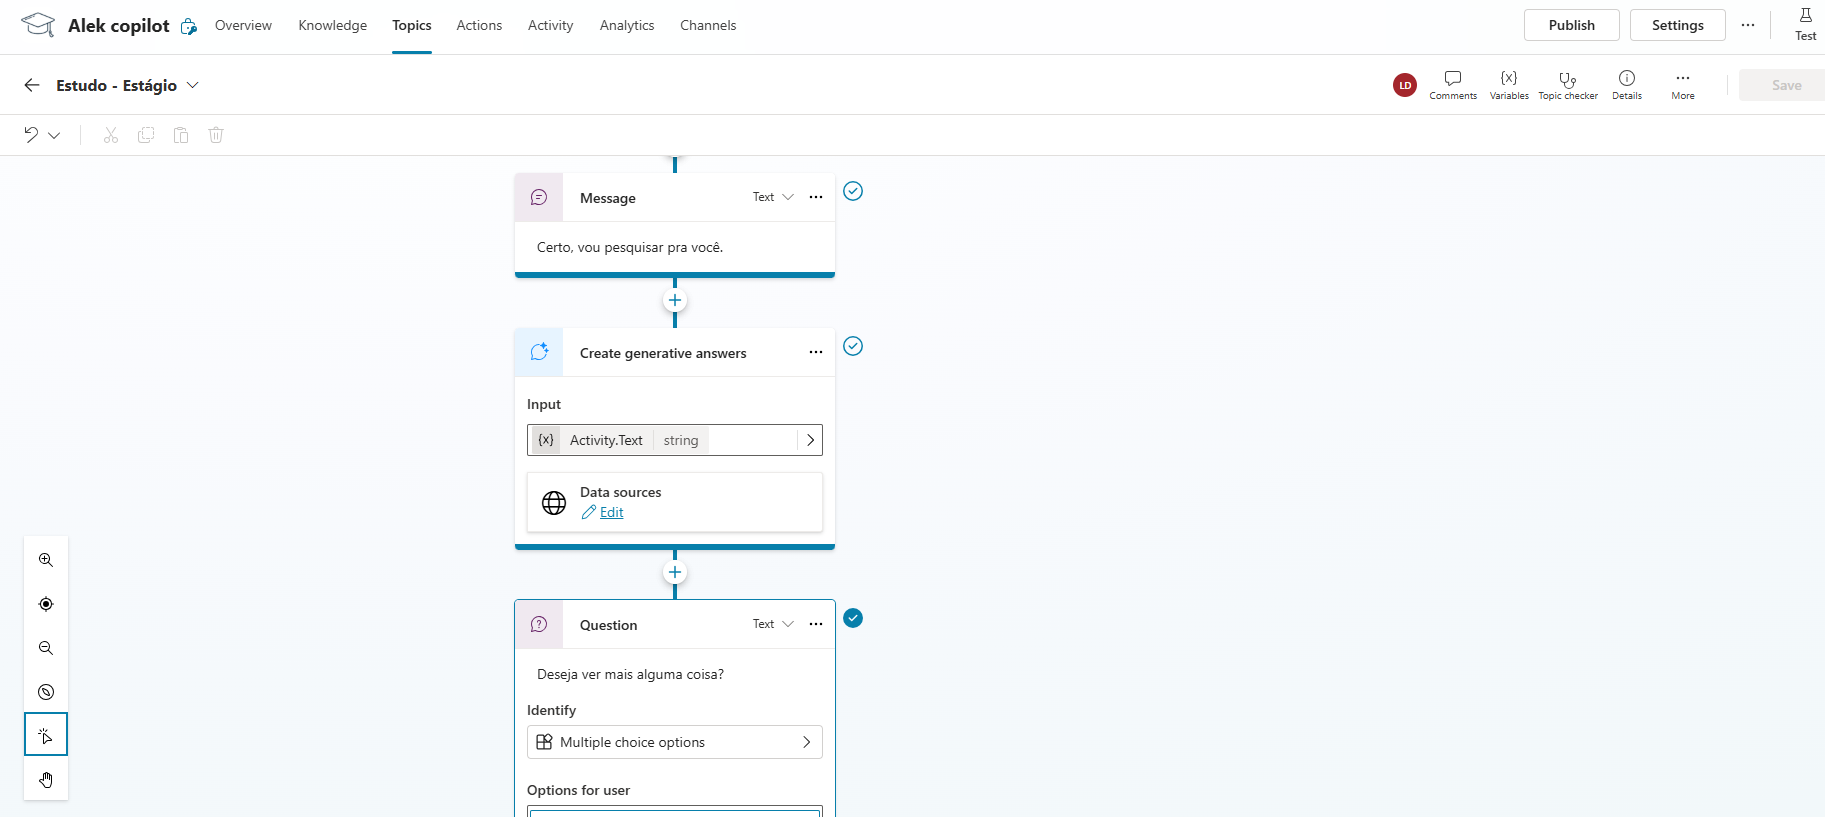 Alek copilot
Overview
Knowledge
Topics
Actions
Activity
Analytics
Channels
Publish
Settings
Test
Estudo - Estágio
LD
Comments
{x}
Variables
Topic checker
Details
More
Save
Message
Text
Certo, vou pesquisar pra você.
Create generative answers
Input
{x} Activity.Text string
Data sources
Edit
Question
Text
Deseja ver mais alguma coisa?
Identify
Multiple choice options
Options for user